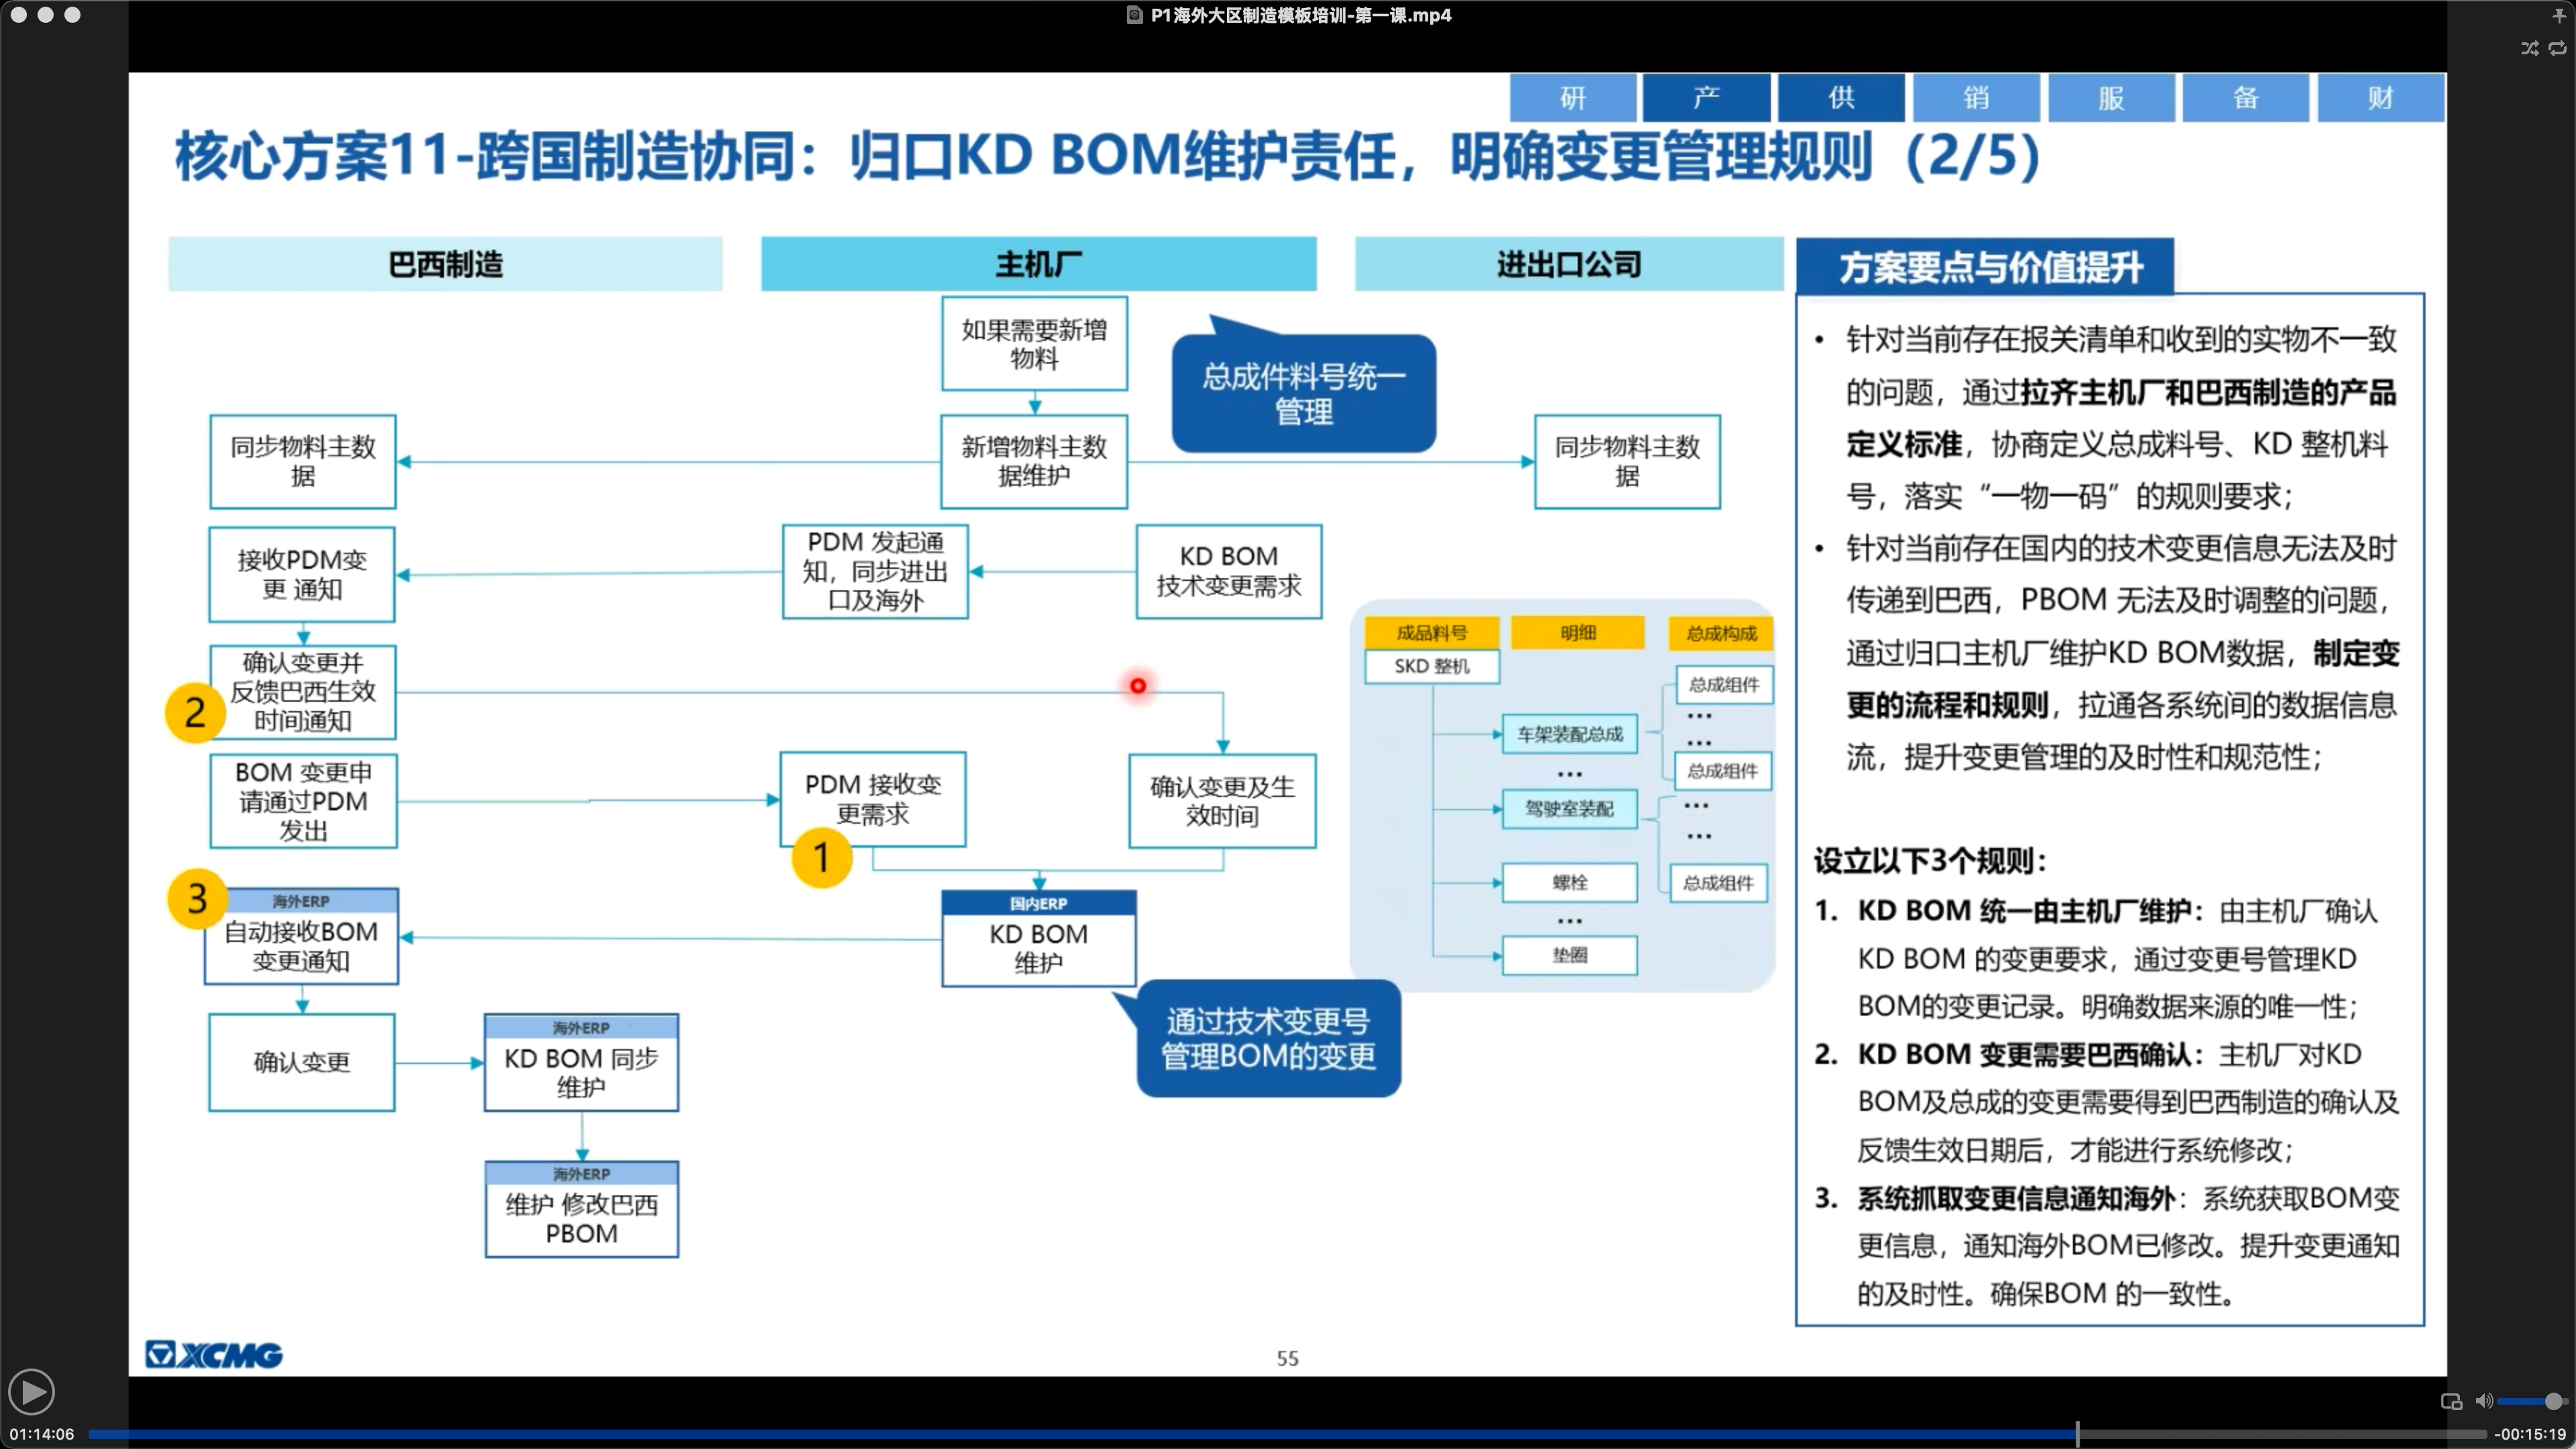 P1海外大区制造模板培训-第一课.mp4
研
产
供
销
服
备
财
核心方案11-跨国制造协同：归口KD BOM维护责任，明确变更管理规则（2/5）
巴西制造
主机厂
进出口公司
如果需要新增
物料
总成件料号统一
管理
同步物料主数
据
新增物料主数
据维护
同步物料主数
据
接收PDM变
更 通知
PDM 发起通
知，同步进出
口及海外
KD BOM
技术变更需求
确认变更并
反馈巴西生效
时间通知
2
BOM 变更申
请通过PDM
发出
PDM 接收变
更需求
1
确认变更及生
效时间
3
海外ERP
自动接收BOM
变更通知
国内ERP
KD BOM
维护
通过技术变更号
管理BOM的变更
确认变更
海外ERP
KD BOM 同步
维护
海外ERP
维护 修改巴西
PBOM
成品料号
明细
总成构成
SKD 整机
总成组件
...
车架装配总成
...
总成组件
...
...
驾驶室装配
...
螺栓
总成组件
...
垫圈
方案要点与价值提升
• 针对当前存在报关清单和收到的实物不一致
的问题，通过拉齐主机厂和巴西制造的产品
定义标准，协商定义总成料号、KD 整机料
号，落实“一物一码”的规则要求；
• 针对当前存在国内的技术变更信息无法及时
传递到巴西，PBOM 无法及时调整的问题，
通过归口主机厂维护KD BOM数据，制定变
更的流程和规则，拉通各系统间的数据信息
流，提升变更管理的及时性和规范性；
设立以下3个规则：
1. KD BOM 统一由主机厂维护：由主机厂确认
KD BOM 的变更要求，通过变更号管理KD
BOM的变更记录。明确数据来源的唯一性；
2. KD BOM 变更需要巴西确认：主机厂对KD
BOM及总成的变更需要得到巴西制造的确认及
反馈生效日期后，才能进行系统修改；
3. 系统抓取变更信息通知海外：系统获取BOM变
更信息，通知海外BOM已修改。提升变更通知
的及时性。确保BOM 的一致性。
XCMG
55
01:14:06
-00:15:19